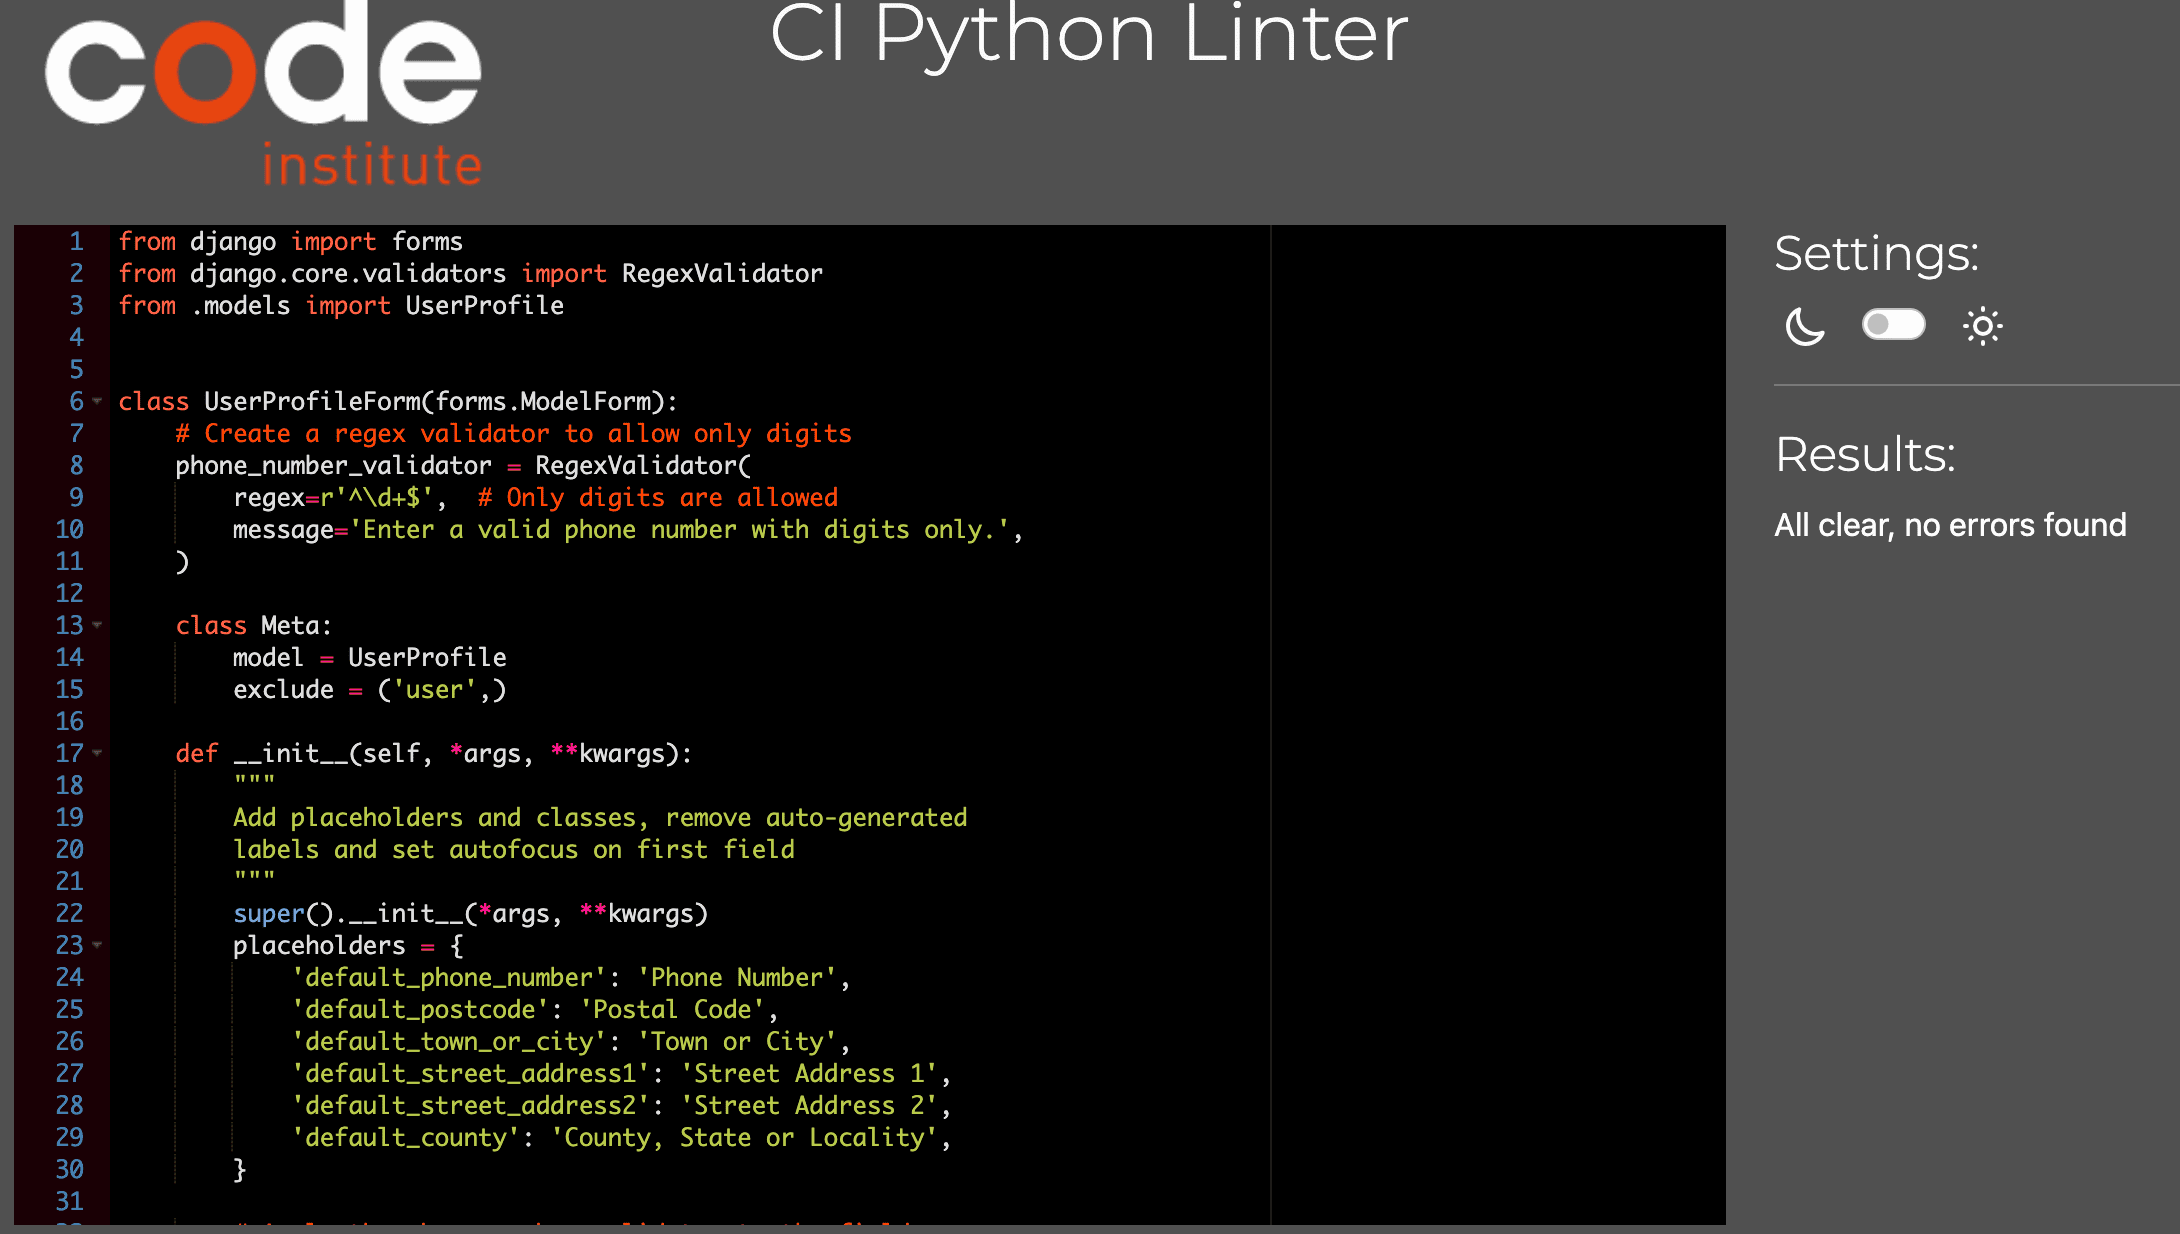 code
institute
CI Python Linter
1 from django import forms
2 from django.core.validators import RegexValidator
3 from .models import UserProfile
4
5
6 class UserProfileForm(forms.ModelForm):
7     # Create a regex validator to allow only digits
8     phone_number_validator = RegexValidator(
9         regex=r'^\d+$',  # Only digits are allowed
10         message='Enter a valid phone number with digits only.',
11     )
12
13     class Meta:
14         model = UserProfile
15         exclude = ('user',)
16
17     def __init__(self, *args, **kwargs):
18         """
19         Add placeholders and classes, remove auto-generated
20         labels and set autofocus on first field
21         """
22         super().__init__(*args, **kwargs)
23         placeholders = {
24             'default_phone_number': 'Phone Number',
25             'default_postcode': 'Postal Code',
26             'default_town_or_city': 'Town or City',
27             'default_street_address1': 'Street Address 1',
28             'default_street_address2': 'Street Address 2',
29             'default_county': 'County, State or Locality',
30         }
31
Settings:
Results:
All clear, no errors found